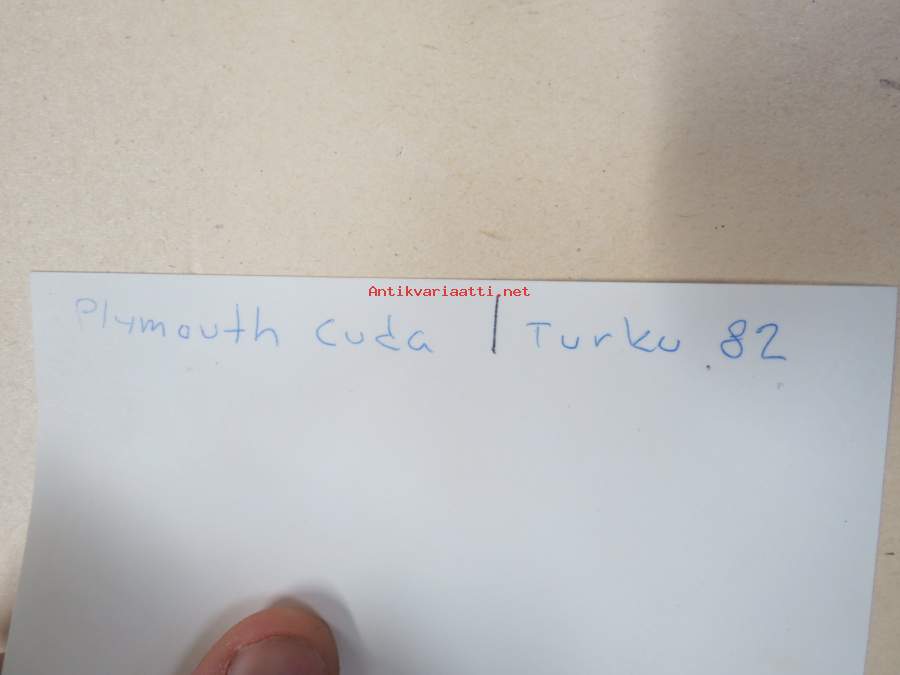 Antikvariaatti.net
Plymouth Cuda | Turku 82